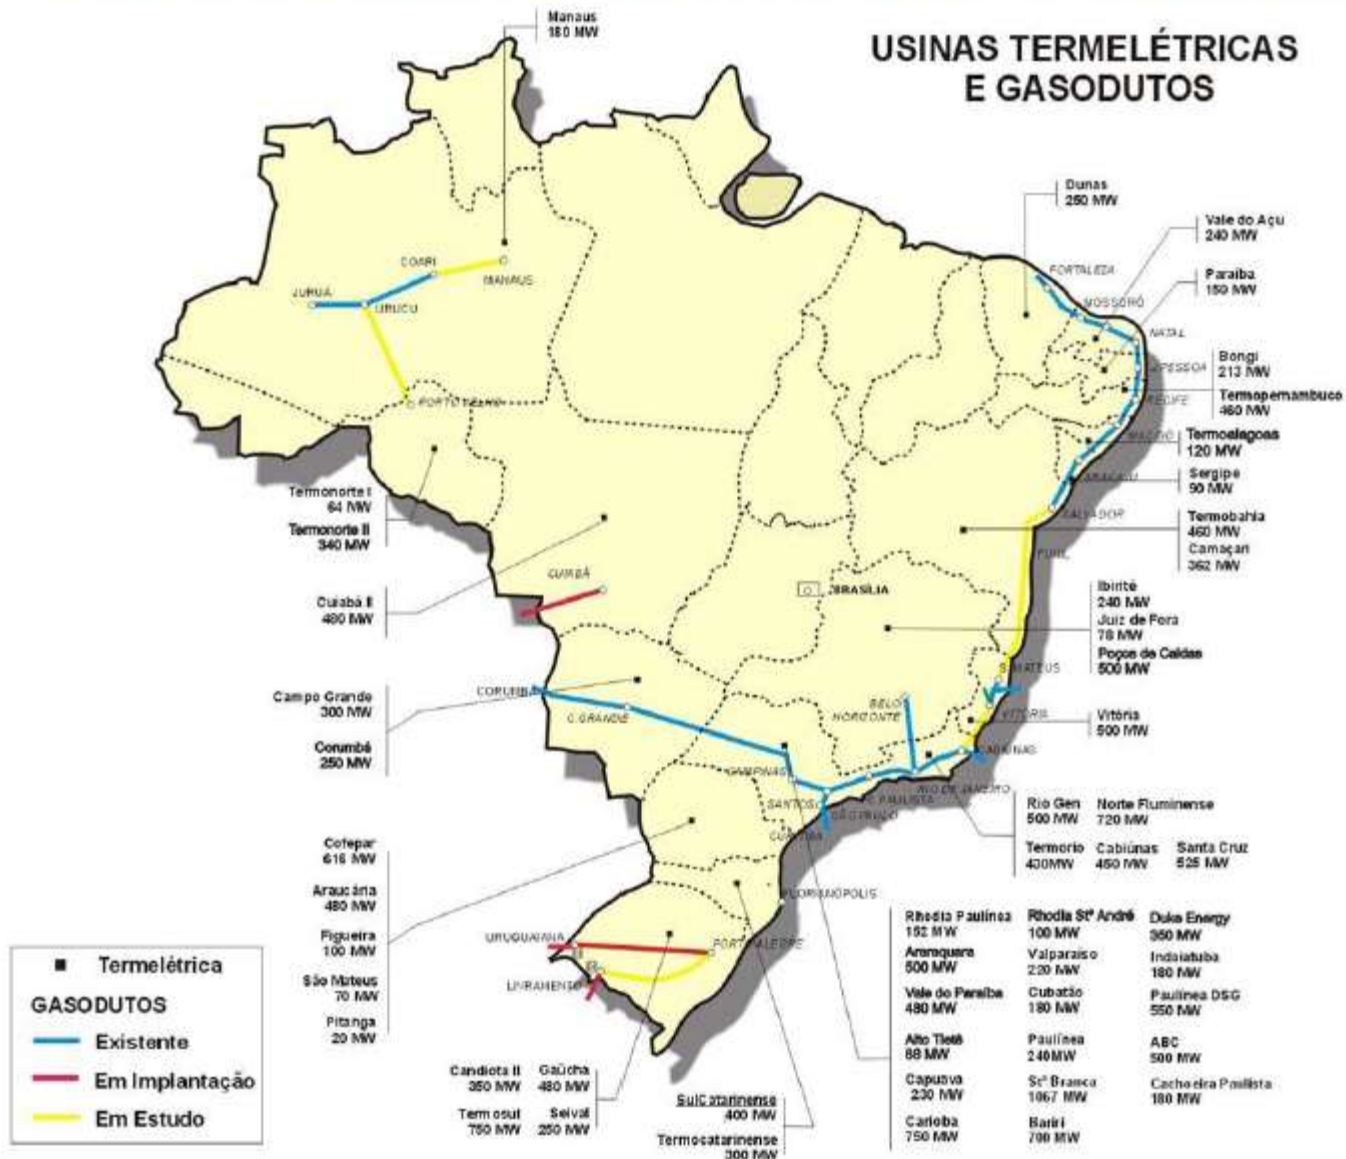 USINAS TERMELÉTRICAS
E GASODUTOS
Manaus
180 MW
Dunas
250 MW
Vale do Açu
240 MW
Paraíba
150 MW
Bongi
213 MW
Termopernambuco
460 MW
Termoalagoas
120 MW
Sergipe
90 MW
Termobahia
460 MW
Camaçari
362 MW
Ibirité
240 MW
Juiz de Fora
78 MW
Poços de Caldas
500 MW
Vitória
500 MW
Rio Gen
500 MW
Norte Fluminense
720 MW
Termorio
Cabiúnas
450 MW
Santa Cruz
525 MW
Rhodia Paulínea
152 MW
Rhodia Stº André
100 MW
Duke Energy
350 MW
Araraquara
500 MW
Valparaíso
220 MW
Indaiatuba
180 MW
Vale do Paraíba
480 MW
Cubatão
180 MW
Paulínea DSG
550 MW
Alto Tietê
68 MW
Paulínea
240MW
ABC
500 MW
Capuava
230 MW
Stª Branca
1067 MW
Cachoeira Paulista
180 MW
Carioba
750 MW
Bariri
700 MW
SulCatarinense
400 MW
Termocatarinense
300 MW
Candiota II
350 MW
Gaúcha
480 MW
Termosul
750 MW
Seival
250 MW
Cofepar
616 MW
Araucária
480 MW
Figueira
100 MW
São Mateus
70 MW
Pitanga
20 MW
Campo Grande
300 MW
Corumbá
250 MW
Cuiabá II
480 MW
Termonorte I
64 MW
Termonorte II
340 MW
COARI
MANAUS
JURUÁ
URUCU
PORTO VELHO
FORTALEZA
MOSSORÓ
NATAL
J.PESSOA
RECIFE
MACEIÓ
ARACAJU
SALVADOR
CUIABÁ
BRASÍLIA
S. MATEUS
VITÓRIA
CABIÚNAS
BELO
HORIZONTE
CORUMBÁ
C.GRANDE
CAMPINAS
RIO DE JANEIRO
C. PAULISTA
SANTOS
SÃO PAULO
CURITIBA
FLORIANÓPOLIS
URUGUAIANA
PORTO ALEGRE
LIVRAMENTO
Termelétrica
GASODUTOS
Existente
Em Implantação
Em Estudo